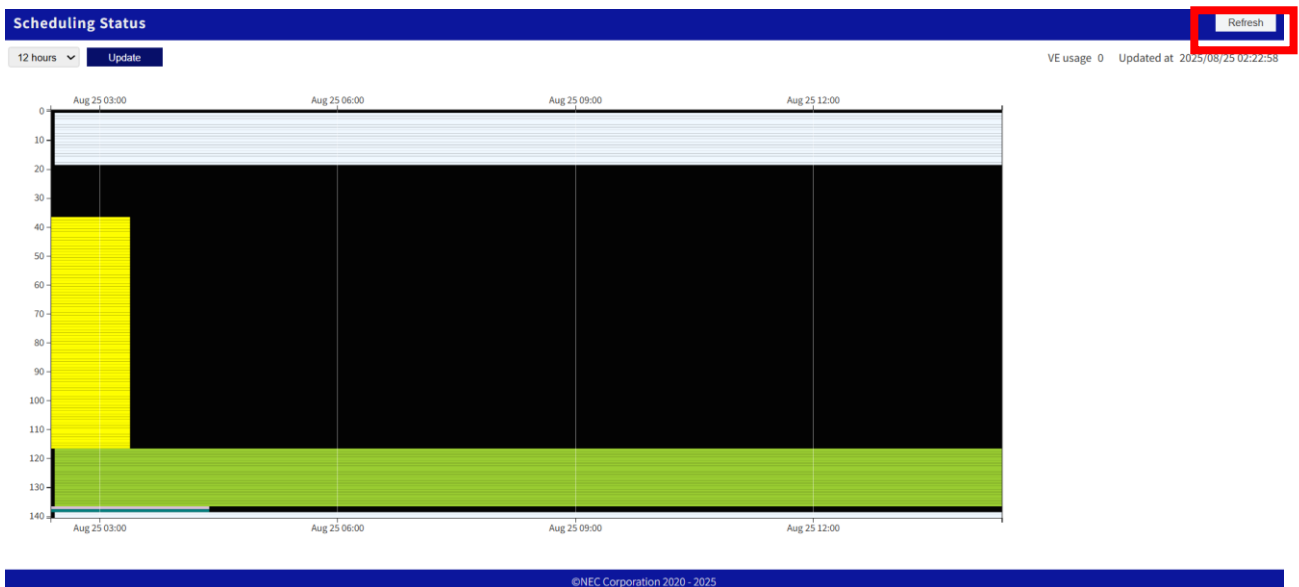 Scheduling Status
Refresh
12 hours
Update
VE usage 0 Updated at 2025/08/25 02:22:58
Aug 25 03:00 Aug 25 06:00 Aug 25 09:00 Aug 25 12:00
0
10
20
30
40
50
60
70
80
90
100
110
120
130
140
Aug 25 03:00 Aug 25 06:00 Aug 25 09:00 Aug 25 12:00
©NEC Corporation 2020 - 2025